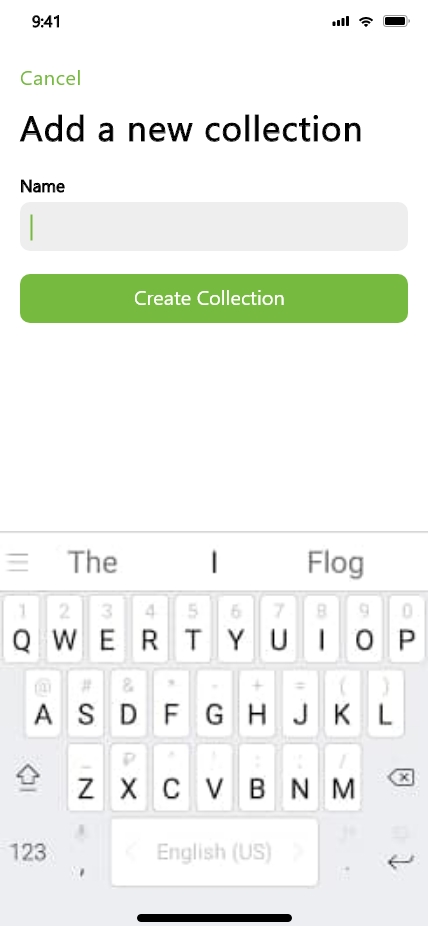 9:41
Cancel
Add a new collection
Name
Create Collection
The I Flog
1 2 3 4 5 6 7 8 9 0
Q W E R T Y U I O P
@ # & * - + = ( )
A S D F G H J K L
Z X C V B N M
123 , English (US) .